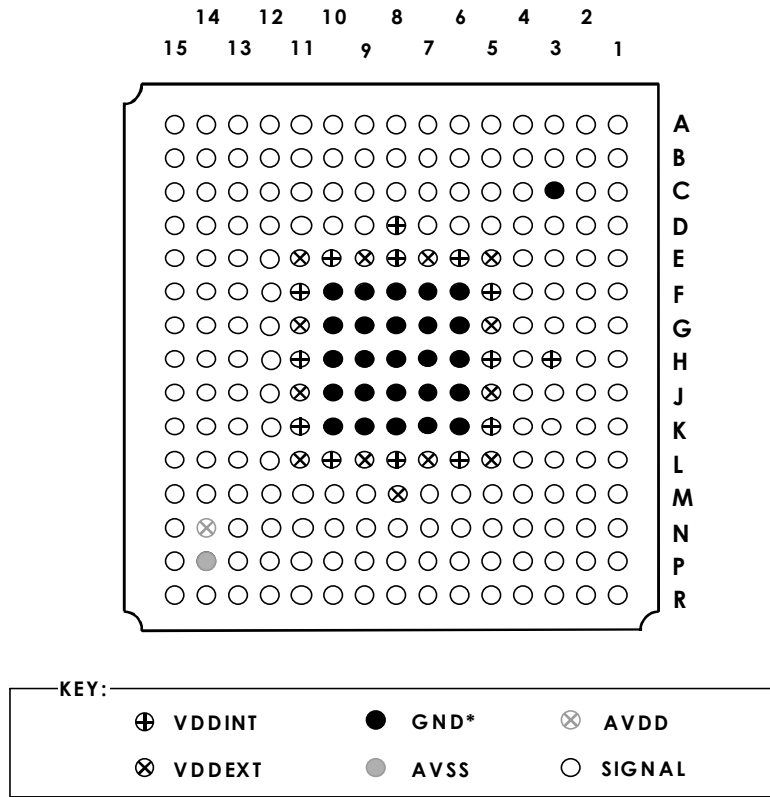 14 12 10 8 6 4 2
15 13 11 9 7 5 3 1
A
B
C
D
E
F
G
H
J
K
L
M
N
P
R
KEY:
VDDINT GND* AVDD
VDDEXT AVSS SIGNAL